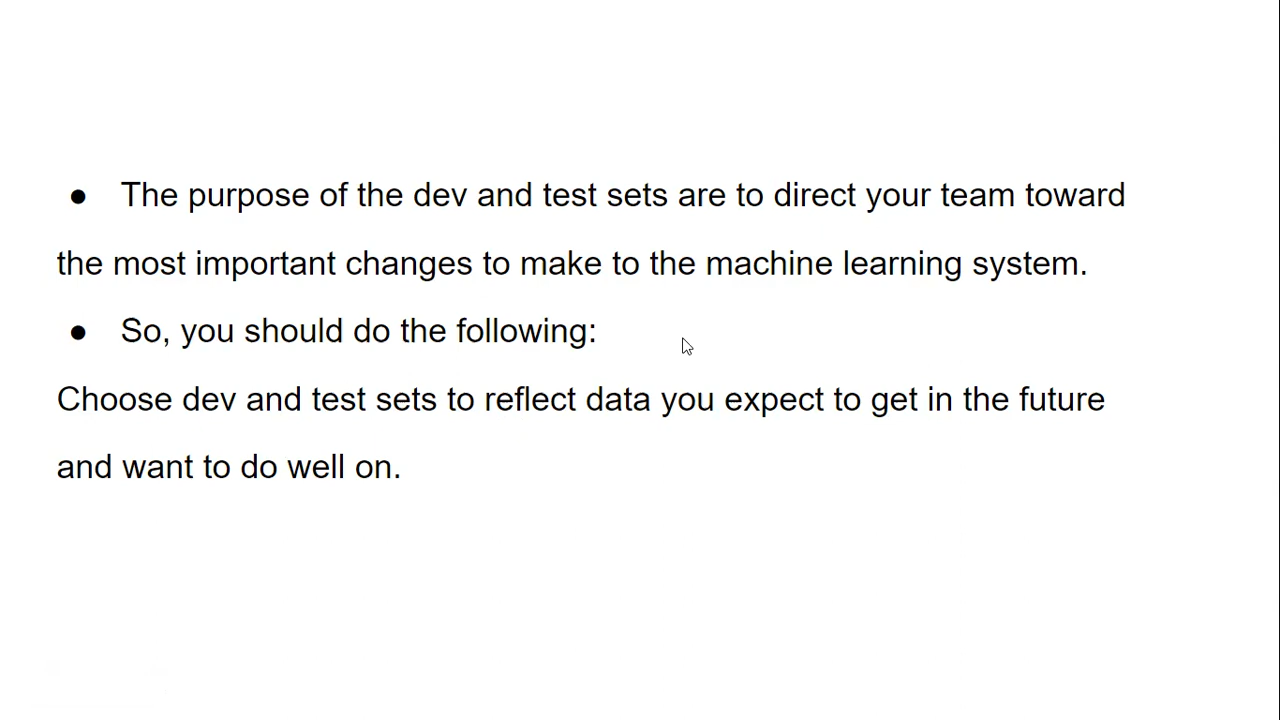 ● The purpose of the dev and test sets are to direct your team toward
the most important changes to make to the machine learning system.
● So, you should do the following:
Choose dev and test sets to reflect data you expect to get in the future
and want to do well on.